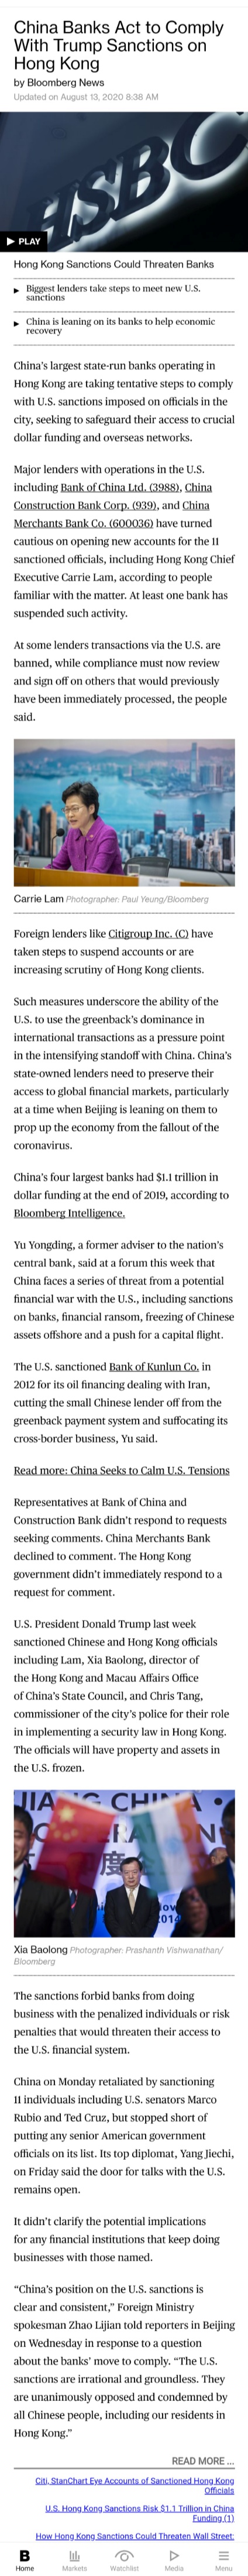 China Banks Act to Comply
With Trump Sanctions on
Hong Kong
by Bloomberg News
Updated on August 13, 2020 8:38 AM
HSBC
PLAY
Hong Kong Sanctions Could Threaten Banks
Biggest lenders take steps to meet new U.S.
sanctions
China is leaning on its banks to help economic
recovery
China's largest state-run banks operating in
Hong Kong are taking tentative steps to comply
with U.S. sanctions imposed on officials in the
city, seeking to safeguard their access to crucial
dollar funding and overseas networks.
Major lenders with operations in the U.S.
including Bank of China Ltd. (3988), China
Construction Bank Corp. (939), and China
Merchants Bank Co. (600036) have turned
cautious on opening new accounts for the 11
sanctioned officials, including Hong Kong Chief
Executive Carrie Lam, according to people
familiar with the matter. At least one bank has
suspended such activity.
At some lenders transactions via the U.S. are
banned, while compliance must now review
and sign off on others that would previously
have been immediately processed, the people
said.
Carrie Lam Photographer: Paul Yeung/Bloomberg
Foreign lenders like Citigroup Inc. (C) have
taken steps to suspend accounts or are
increasing scrutiny of Hong Kong clients.
Such measures underscore the ability of the
U.S. to use the greenback's dominance in
international transactions as a pressure point
in the intensifying standoff with China. China's
state-owned lenders need to preserve their
access to global financial markets, particularly
at a time when Beijing is leaning on them to
prop up the economy from the fallout of the
coronavirus.
China's four largest banks had $1.1 trillion in
dollar funding at the end of 2019, according to
Bloomberg Intelligence.
Yu Yongding, a former adviser to the nation's
central bank, said at a forum this week that
China faces a series of threat from a potential
financial war with the U.S., including sanctions
on banks, financial ransom, freezing of Chinese
assets offshore and a push for a capital flight.
The U.S. sanctioned Bank of Kunlun Co. in
2012 for its oil financing dealing with Iran,
cutting the small Chinese lender off from the
greenback payment system and suffocating its
cross-border business, Yu said.
Read more: China Seeks to Calm U.S. Tensions
Representatives at Bank of China and
Construction Bank didn't respond to requests
seeking comments. China Merchants Bank
declined to comment. The Hong Kong
government didn't immediately respond to a
request for comment.
U.S. President Donald Trump last week
sanctioned Chinese and Hong Kong officials
including Lam, Xia Baolong, director of
the Hong Kong and Macau Affairs Office
of China's State Council, and Chris Tang,
commissioner of the city's police for their role
in implementing a security law in Hong Kong.
The officials will have property and assets in
the U.S. frozen.
CHIN
2014
Xia Baolong Photographer: Prashanth Vishwanathan/
Bloomberg
The sanctions forbid banks from doing
business with the penalized individuals or risk
penalties that would threaten their access to
the U.S. financial system.
China on Monday retaliated by sanctioning
11 individuals including U.S. senators Marco
Rubio and Ted Cruz, but stopped short of
putting any senior American government
officials on its list. Its top diplomat, Yang Jiechi,
on Friday said the door for talks with the U.S.
remains open.
It didn't clarify the potential implications
for any financial institutions that keep doing
businesses with those named.
"China's position on the U.S. sanctions is
clear and consistent," Foreign Ministry
spokesman Zhao Lijian told reporters in Beijing
on Wednesday in response to a question
about the banks' move to comply. "The U.S.
sanctions are irrational and groundless. They
are unanimously opposed and condemned by
all Chinese people, including our residents in
Hong Kong."
READ MORE ...
Citi, StanChart Eye Accounts of Sanctioned Hong Kong
Officials
U.S. Hong Kong Sanctions Risk $1.1 Trillion in China
Funding (1)
How Hong Kong Sanctions Could Threaten Wall Street:
B
Home
Markets
Watchlist
Media
Menu